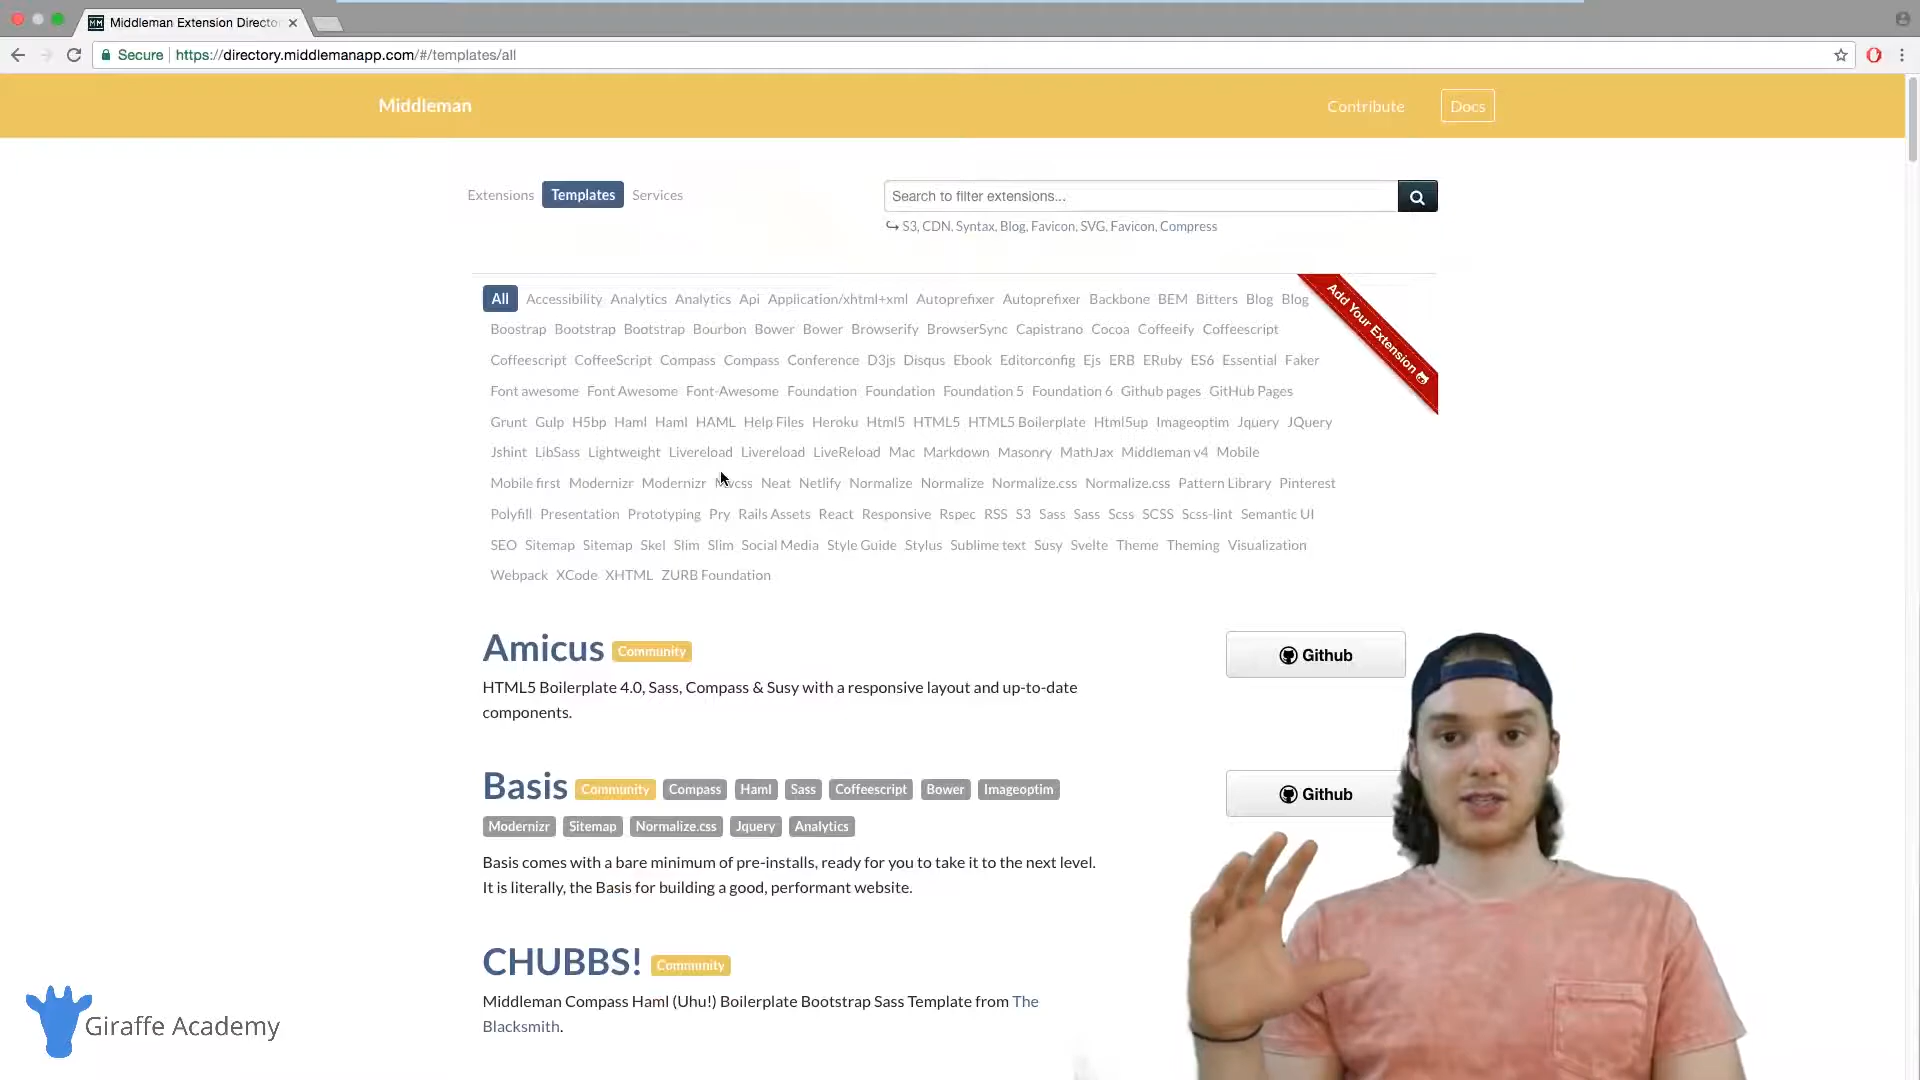 Middleman Extension Directo
Secure https://directory.middlemanapp.com/#/templates/all
Middleman
Contribute Docs
Extensions Templates Services
Search to filter extensions...
S3, CDN, Syntax, Blog, Favicon, SVG, Favicon, Compress
Add Your Extension
All Accessibility Analytics Analytics Api Application/xhtml+xml Autoprefixer Autoprefixer Backbone BEM Bitters Blog Blog
Boostrap Bootstrap Bootstrap Bourbon Bower Bower Browserify BrowserSync Capistrano Cocoa Coffeeify Coffeescript
Coffeescript CoffeeScript Compass Compass Conference D3js Disqus Ebook Editorconfig Ejs ERB ERuby ES6 Essential Faker
Font awesome Font Awesome Font-Awesome Foundation Foundation Foundation 5 Foundation 6 Github pages GitHub Pages
Grunt Gulp H5bp Haml Haml HAML Help Files Heroku Html5 HTML5 HTML5 Boilerplate Html5up Imageoptim Jquery JQuery
Jshint LibSass Lightweight Livereload Livereload LiveReload Mac Markdown Masonry MathJax Middleman v4 Mobile
Mobile first Modernizr Modernizr Neat Netlify Normalize Normalize Normalize.css Normalize.css Pattern Library Pinterest
Polyfill Presentation Prototyping Pry Rails Assets React Responsive Rspec RSS S3 Sass Sass Scss SCSS Scss-lint Semantic UI
SEO Sitemap Sitemap Skel Slim Slim Social Media Style Guide Stylus Sublime text Susy Svelte Theme Theming Visualization
Webpack XCode XHTML ZURB Foundation
Amicus Community
Github
HTML5 Boilerplate 4.0, Sass, Compass & Susy with a responsive layout and up-to-date
components.
Basis Community Compass Haml Sass Coffeescript Bower Imageoptim
Github
Modernizr Sitemap Normalize.css Jquery Analytics
Basis comes with a bare minimum of pre-installs, ready for you to take it to the next level.
It is literally, the Basis for building a good, performant website.
CHUBBS! Community
Middleman Compass Haml (Uhu!) Boilerplate Bootstrap Sass Template from The
Blacksmith.
Giraffe Academy